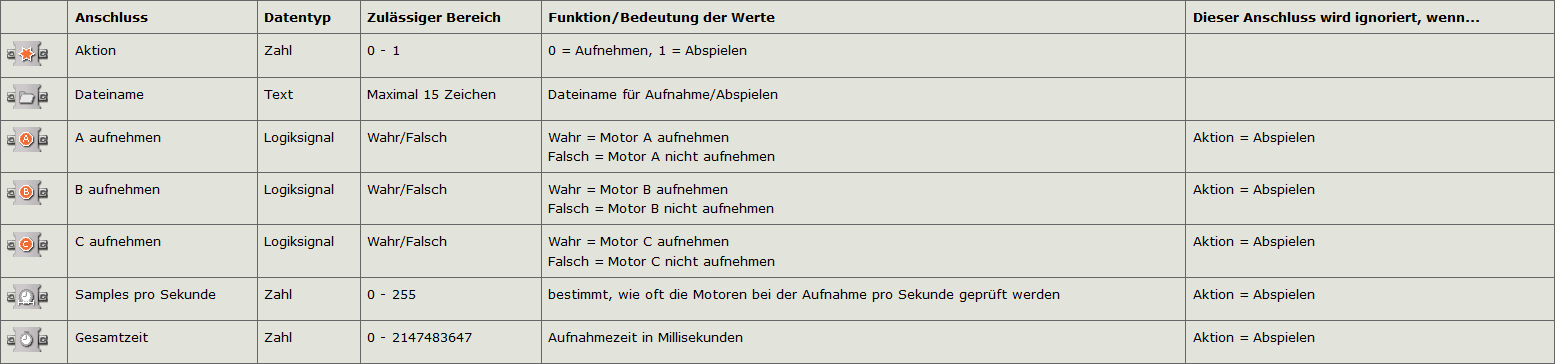 Anschluss Datentyp Zulässiger Bereich Funktion/Bedeutung der Werte Dieser Anschluss wird ignoriert, wenn...
Aktion Zahl 0 - 1 0 = Aufnehmen, 1 = Abspielen
Dateiname Text Maximal 15 Zeichen Dateiname für Aufnahme/Abspielen
A A aufnehmen Logiksignal Wahr/Falsch Wahr = Motor A aufnehmen Aktion = Abspielen
Falsch = Motor A nicht aufnehmen
B B aufnehmen Logiksignal Wahr/Falsch Wahr = Motor B aufnehmen Aktion = Abspielen
Falsch = Motor B nicht aufnehmen
C C aufnehmen Logiksignal Wahr/Falsch Wahr = Motor C aufnehmen Aktion = Abspielen
Falsch = Motor C nicht aufnehmen
Samples pro Sekunde Zahl 0 - 255 bestimmt, wie oft die Motoren bei der Aufnahme pro Sekunde geprüft werden Aktion = Abspielen
Gesamtzeit Zahl 0 - 2147483647 Aufnahmezeit in Millisekunden Aktion = Abspielen